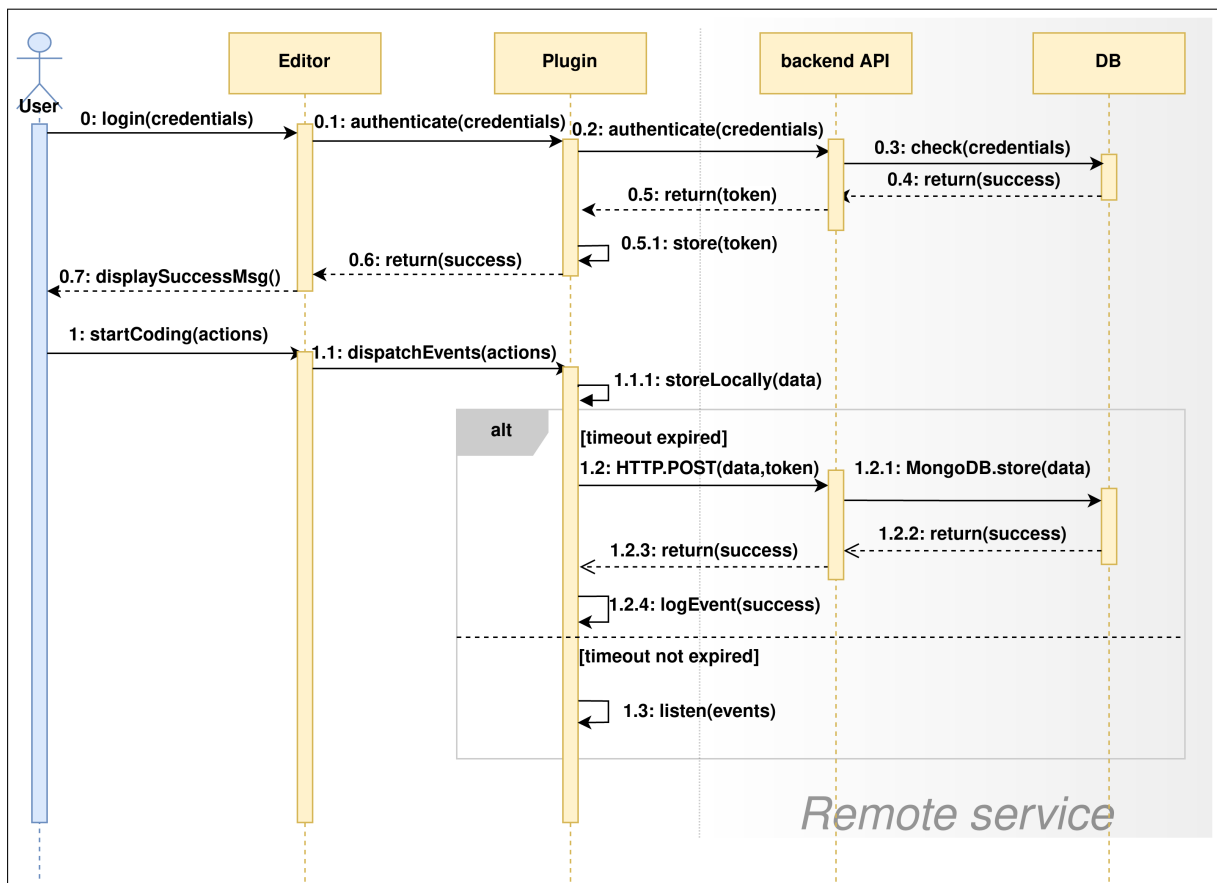 Editor
Plugin
backend API
DB
User
0: login(credentials)
0.1: authenticate(credentials)
0.2: authenticate(credentials)
0.3: check(credentials)
0.4: return(success)
0.5: return(token)
0.5.1: store(token)
0.6: return(success)
0.7: displaySuccessMsg()
1: startCoding(actions)
1.1: dispatchEvents(actions)
1.1.1: storeLocally(data)
alt
[timeout expired]
1.2: HTTP.POST(data,token)
1.2.1: MongoDB.store(data)
1.2.2: return(success)
1.2.3: return(success)
1.2.4: logEvent(success)
[timeout not expired]
1.3: listen(events)
Remote service